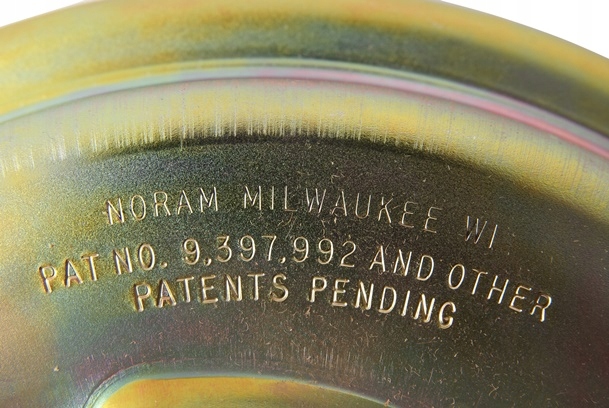 NORAM MILWAUKEE WI
PAT NO. 9,397,992 AND OTHER
PATENTS PENDING